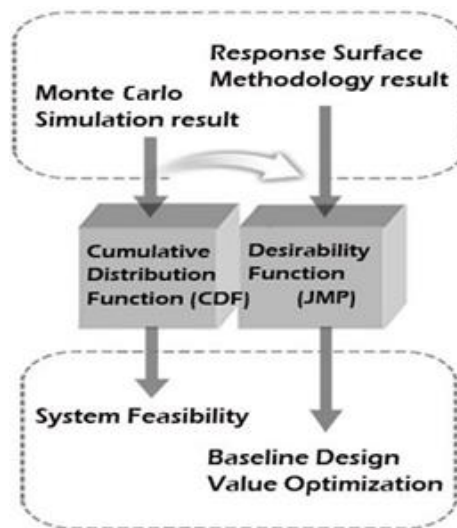 Response Surface
Methodology result
Monte Carlo
Simulation result
Cumulative
Distribution
Function (CDF)
Desirability
Function
(JMP)
System Feasibility
Baseline Design
Value Optimization